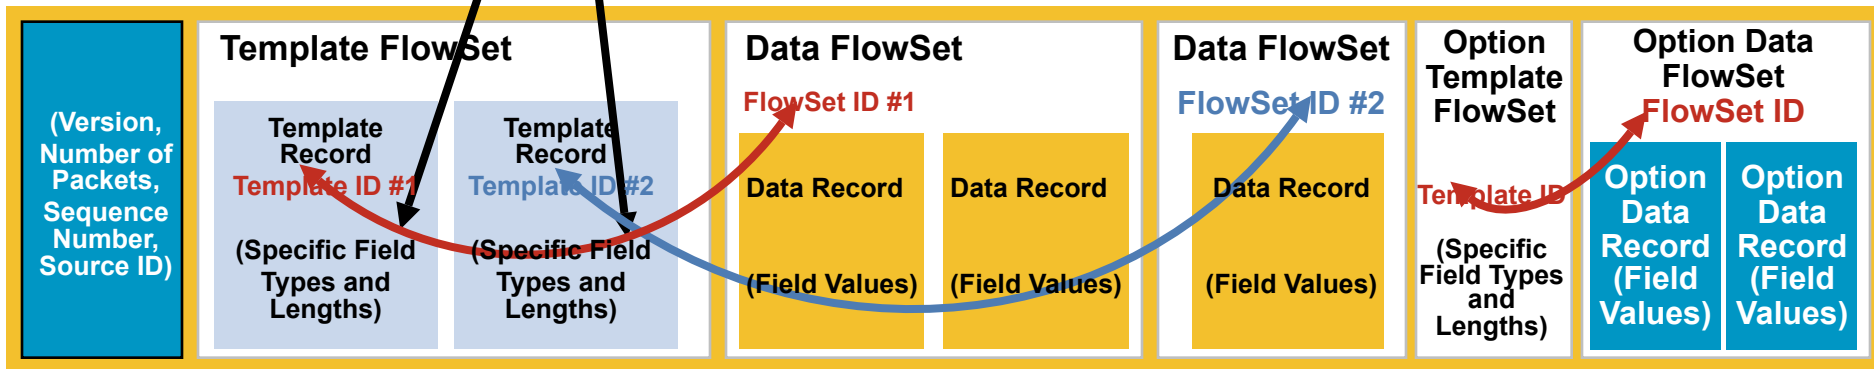 (Version,
Number of
Packets,
Sequence
Number,
Source ID)
Template FlowSet
Template
Record
Template ID #1
(Specific Field
Types and
Lengths)
Template
Record
Template ID #2
(Specific Field
Types and
Lengths)
Data FlowSet
FlowSet ID #1
Data Record
(Field Values)
Data Record
(Field Values)
Data FlowSet
FlowSet ID #2
Data Record
(Field Values)
Option
Template
FlowSet
Template ID
(Specific
Field Types
and
Lengths)
Option Data
FlowSet
FlowSet ID
Option
Data
Record
(Field
Values)
Option
Data
Record
(Field
Values)